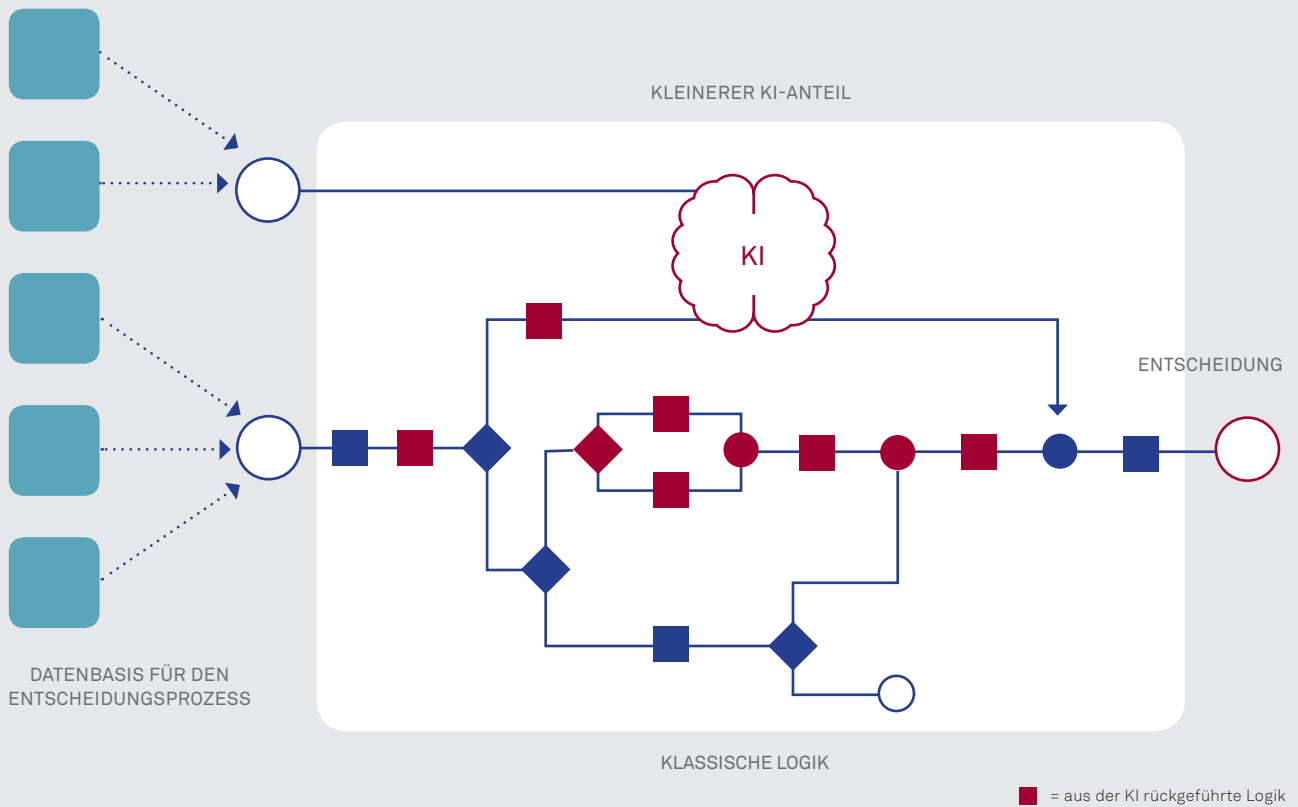 KLEINERER KI-ANTEIL
KI
ENTSCHEIDUNG
DATENBASIS FÜR DEN
ENTSCHEIDUNGSPROZESS
KLASSISCHE LOGIK
= aus der KI rückgeführte Logik